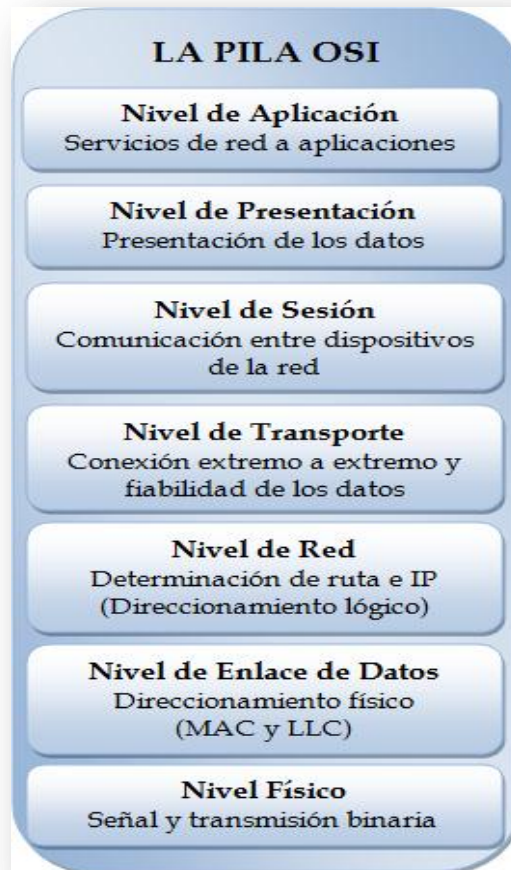 LA PILA OSI
Nivel de Aplicación
Servicios de red a aplicaciones
Nivel de Presentación
Presentación de los datos
Nivel de Sesión
Comunicación entre dispositivos
de la red
Nivel de Transporte
Conexión extremo a extremo y
fiabilidad de los datos
Nivel de Red
Determinación de ruta e IP
(Direccionamiento lógico)
Nivel de Enlace de Datos
Direccionamiento físico
(MAC y LLC)
Nivel Físico
Señal y transmisión binaria